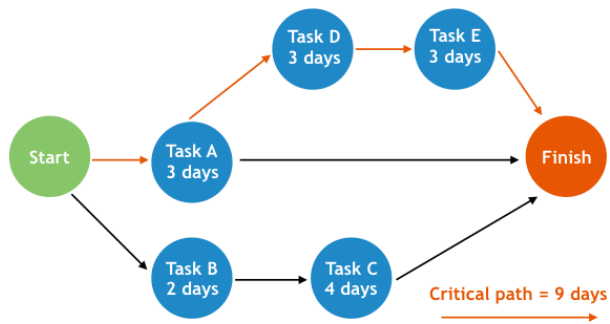 Task D
3 days
Task E
3 days
Start
Task A
3 days
Finish
Task B
2 days
Task C
4 days
Critical path = 9 days